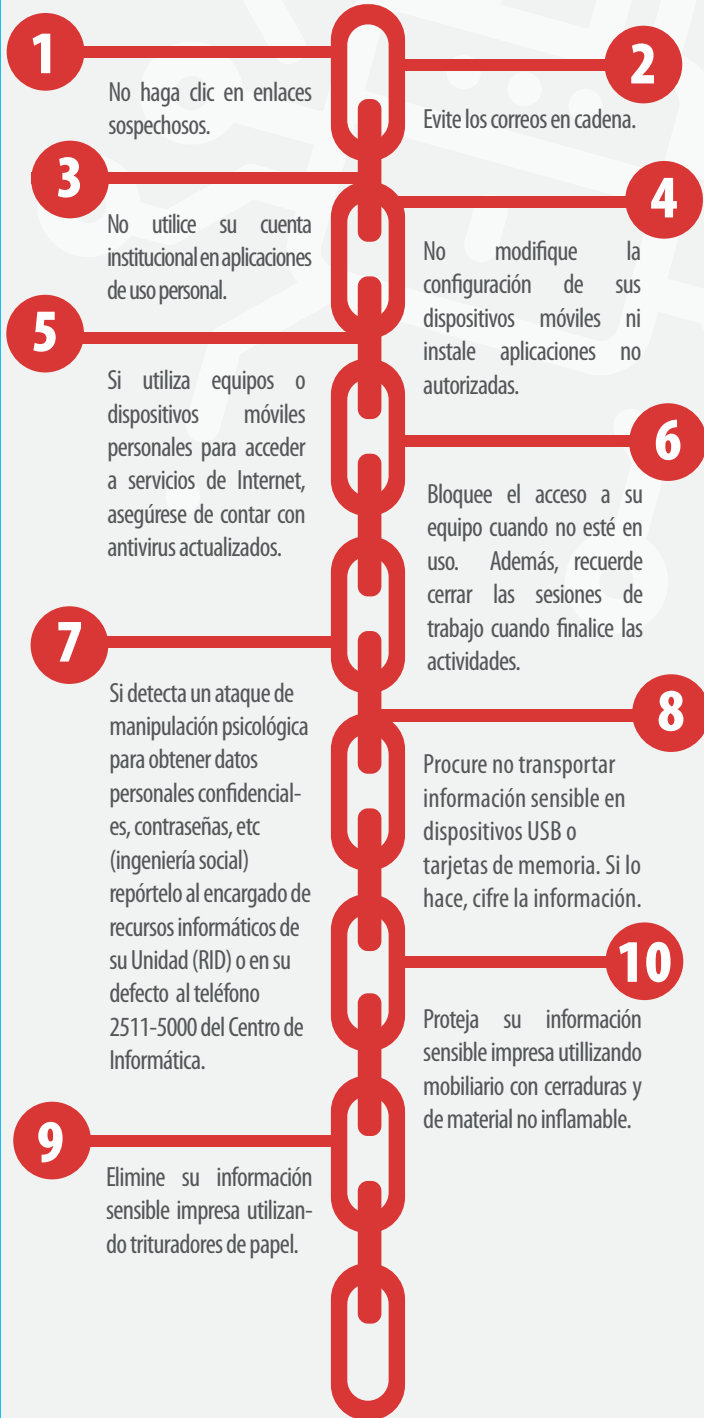 1
No haga clic en enlaces
sospechosos.
2
Evite los correos en cadena.
3
No utilice su cuenta
institucional en aplicaciones
de uso personal.
4
No modifique la
configuración de sus
dispositivos móviles ni
instale aplicaciones no
autorizadas.
5
Si utiliza equipos o
dispositivos móviles
personales para acceder
a servicios de Internet,
asegúrese de contar con
antivirus actualizados.
6
Bloquee el acceso a su
equipo cuando no esté en
uso. Además, recuerde
cerrar las sesiones de
trabajo cuando finalice las
actividades.
7
Si detecta un ataque de
manipulación psicológica
para obtener datos
personales confidencial-
es, contraseñas, etc
(ingeniería social)
repórtelo al encargado de
recursos informáticos de
su Unidad (RID) o en su
defecto al teléfono
2511-5000 del Centro de
Informática.
8
Procure no transportar
información sensible en
dispositivos USB o
tarjetas de memoria. Si lo
hace, cifre la información.
9
Elimine su información
sensible impresa utilizan-
do trituradores de papel.
10
Proteja su información
sensible impresa utillizando
mobiliario con cerraduras y
de material no inflamable.